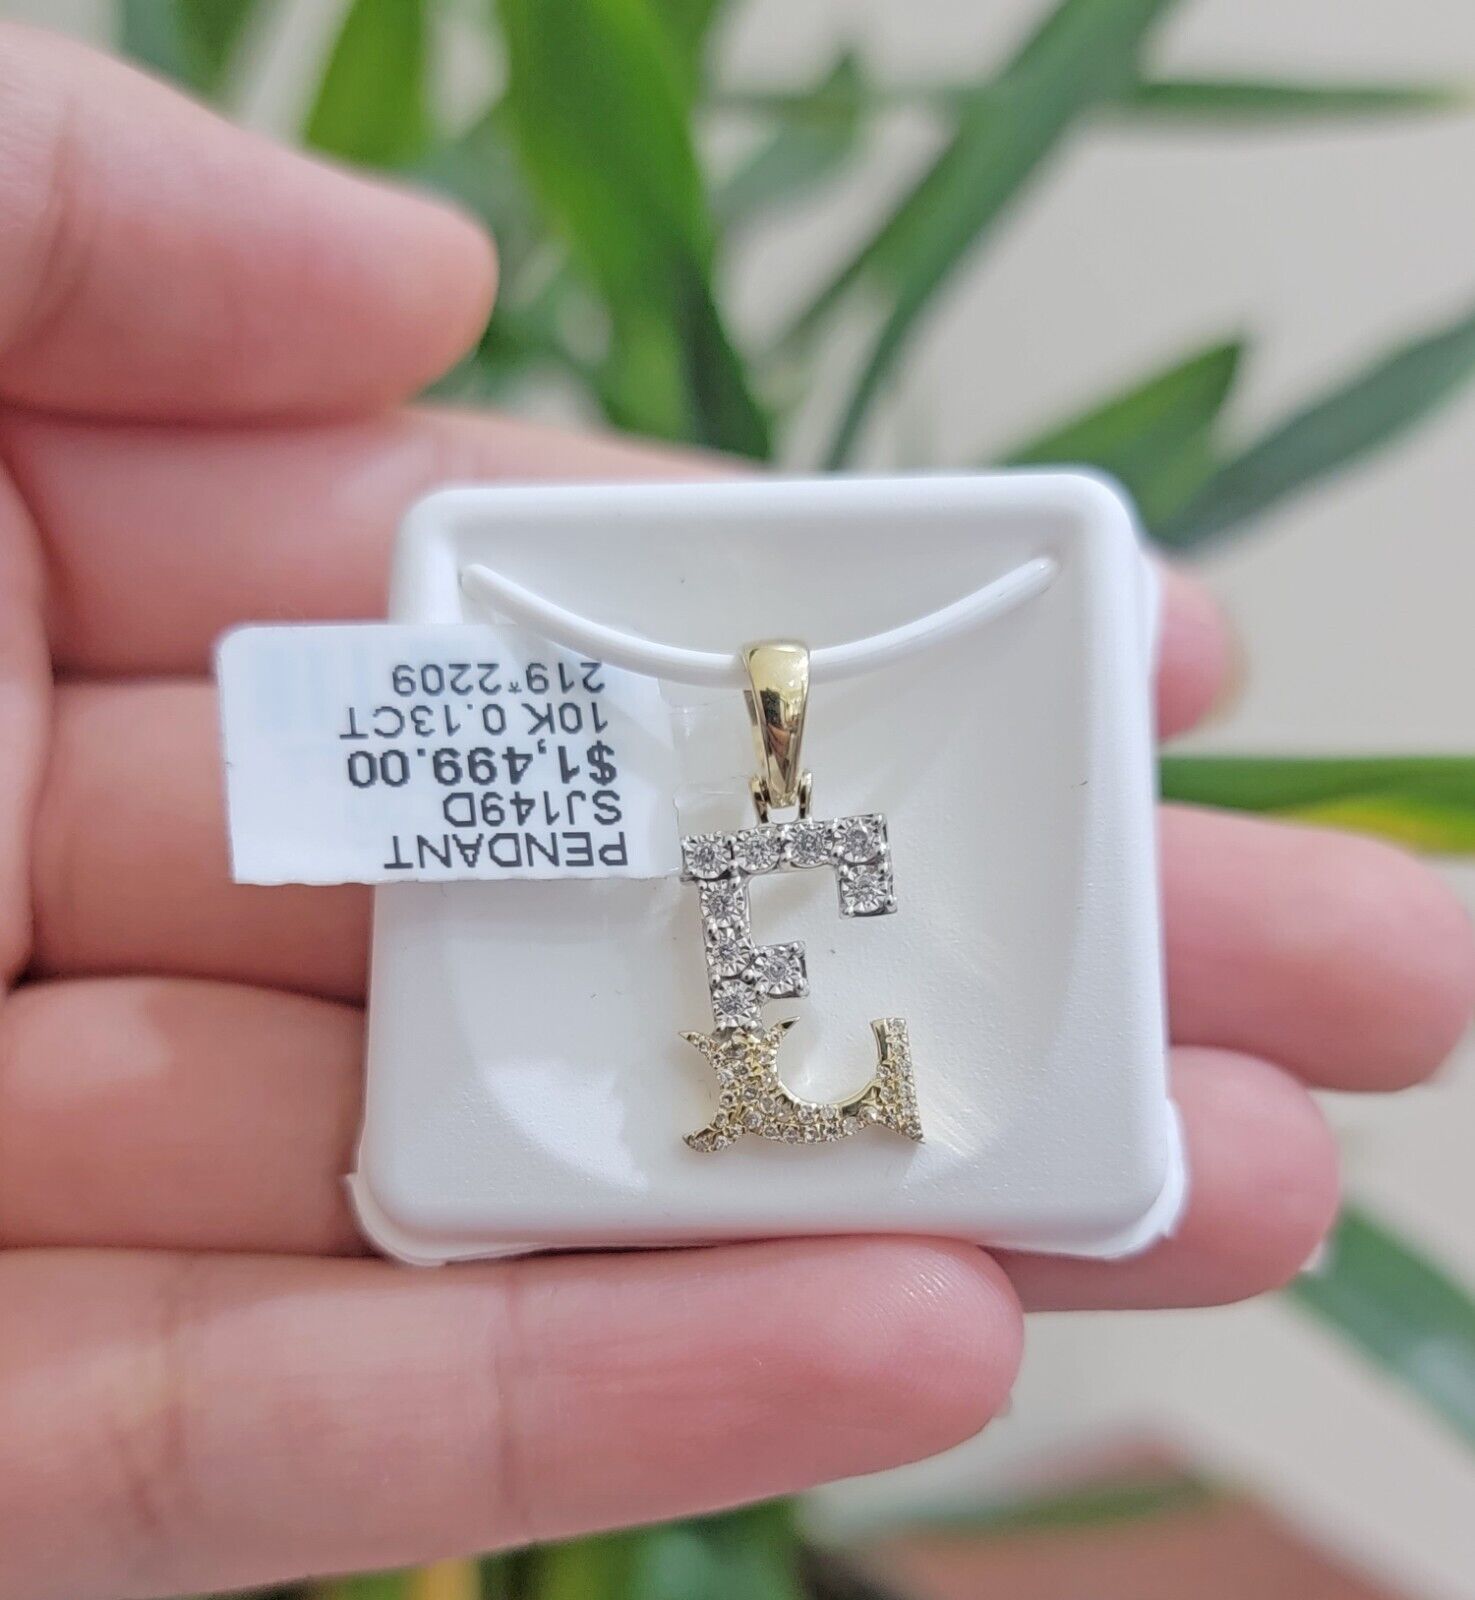 PENDANT
SJ149D
$1,499.00
10K 0.13CT
219*2209
E